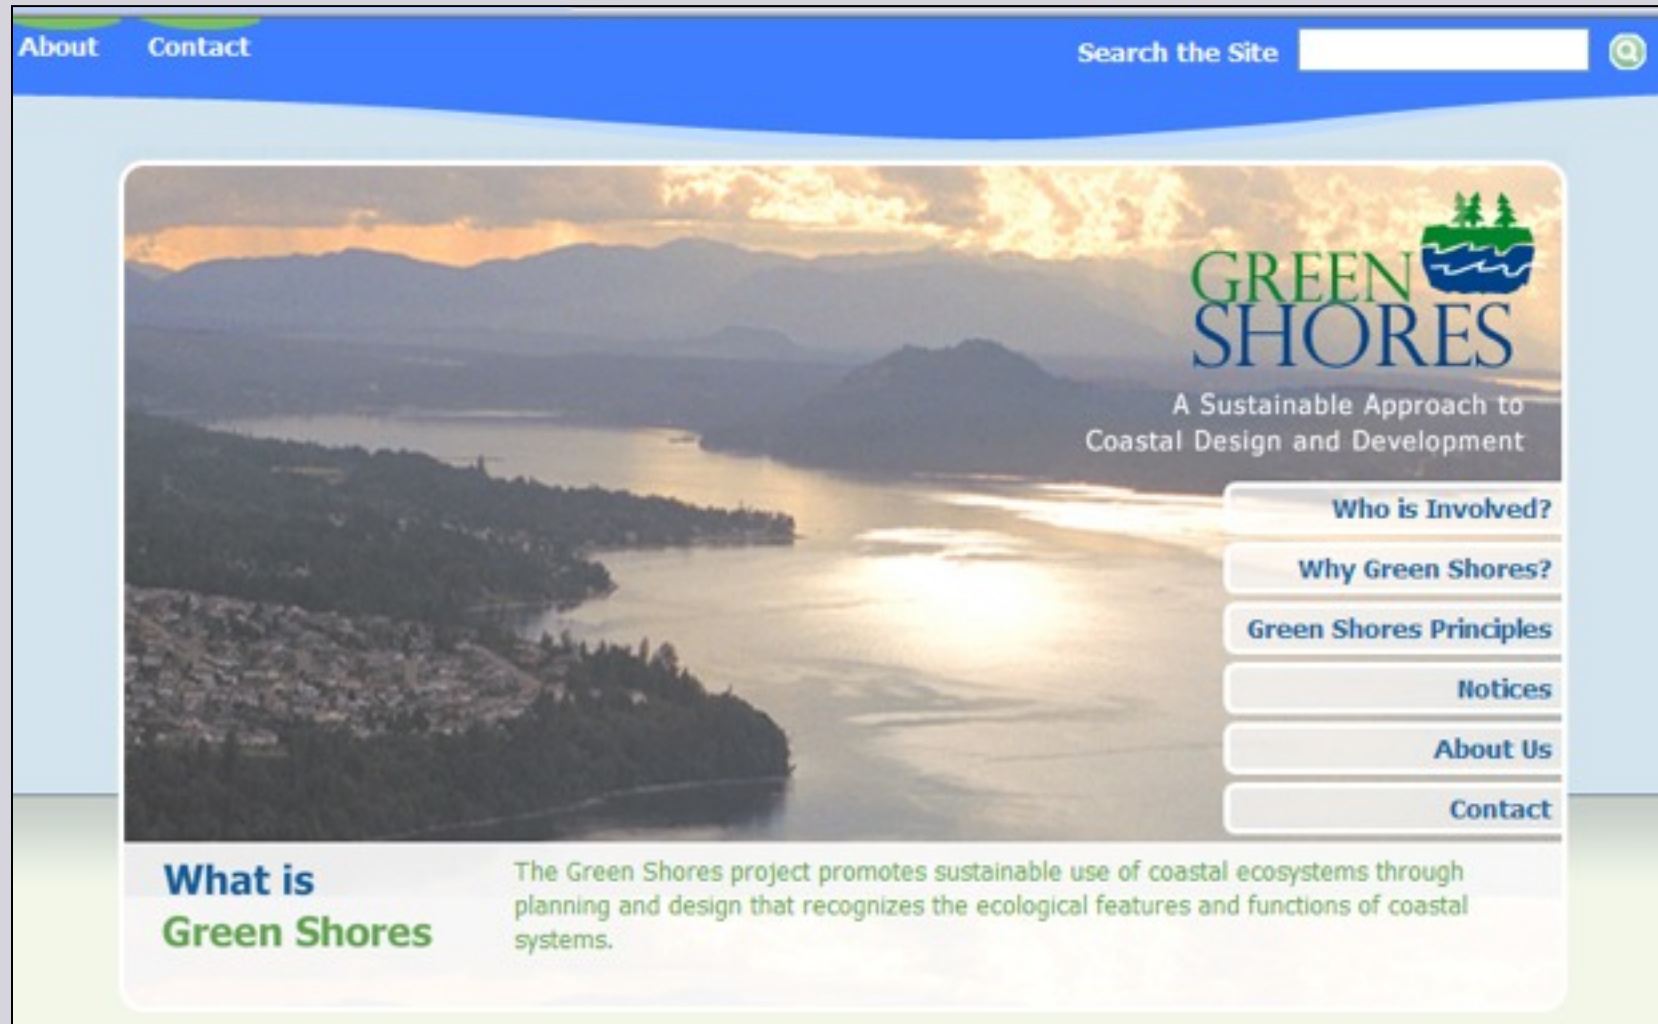 About Contact Search the Site
GREEN
SHORES
A Sustainable Approach to
Coastal Design and Development
Who is Involved?
Why Green Shores?
Green Shores Principles
Notices
About Us
Contact
What is
Green Shores
The Green Shores project promotes sustainable use of coastal ecosystems through
planning and design that recognizes the ecological features and functions of coastal
systems.